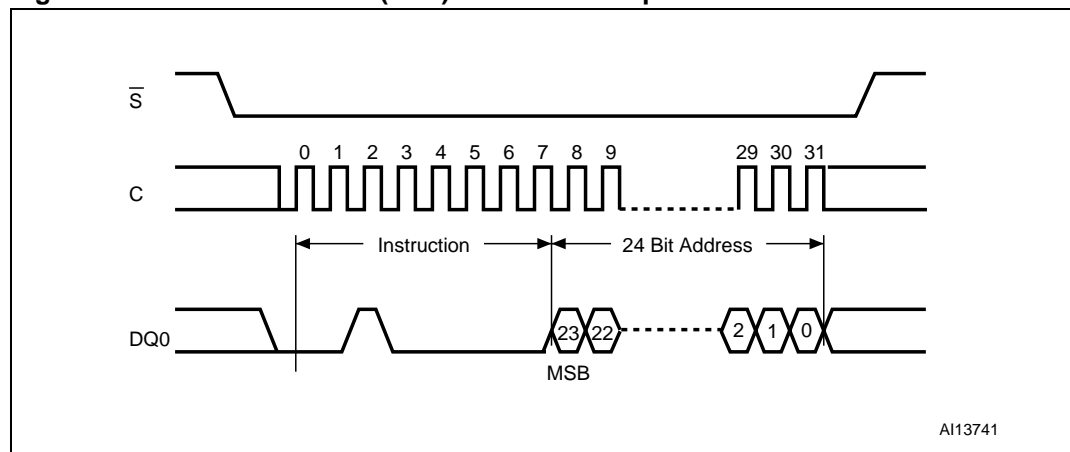 S
0 1 2 3 4 5 6 7 8 9 29 30 31
C
Instruction 24 Bit Address
DQ0 23 22 2 1 0
MSB
AI13741